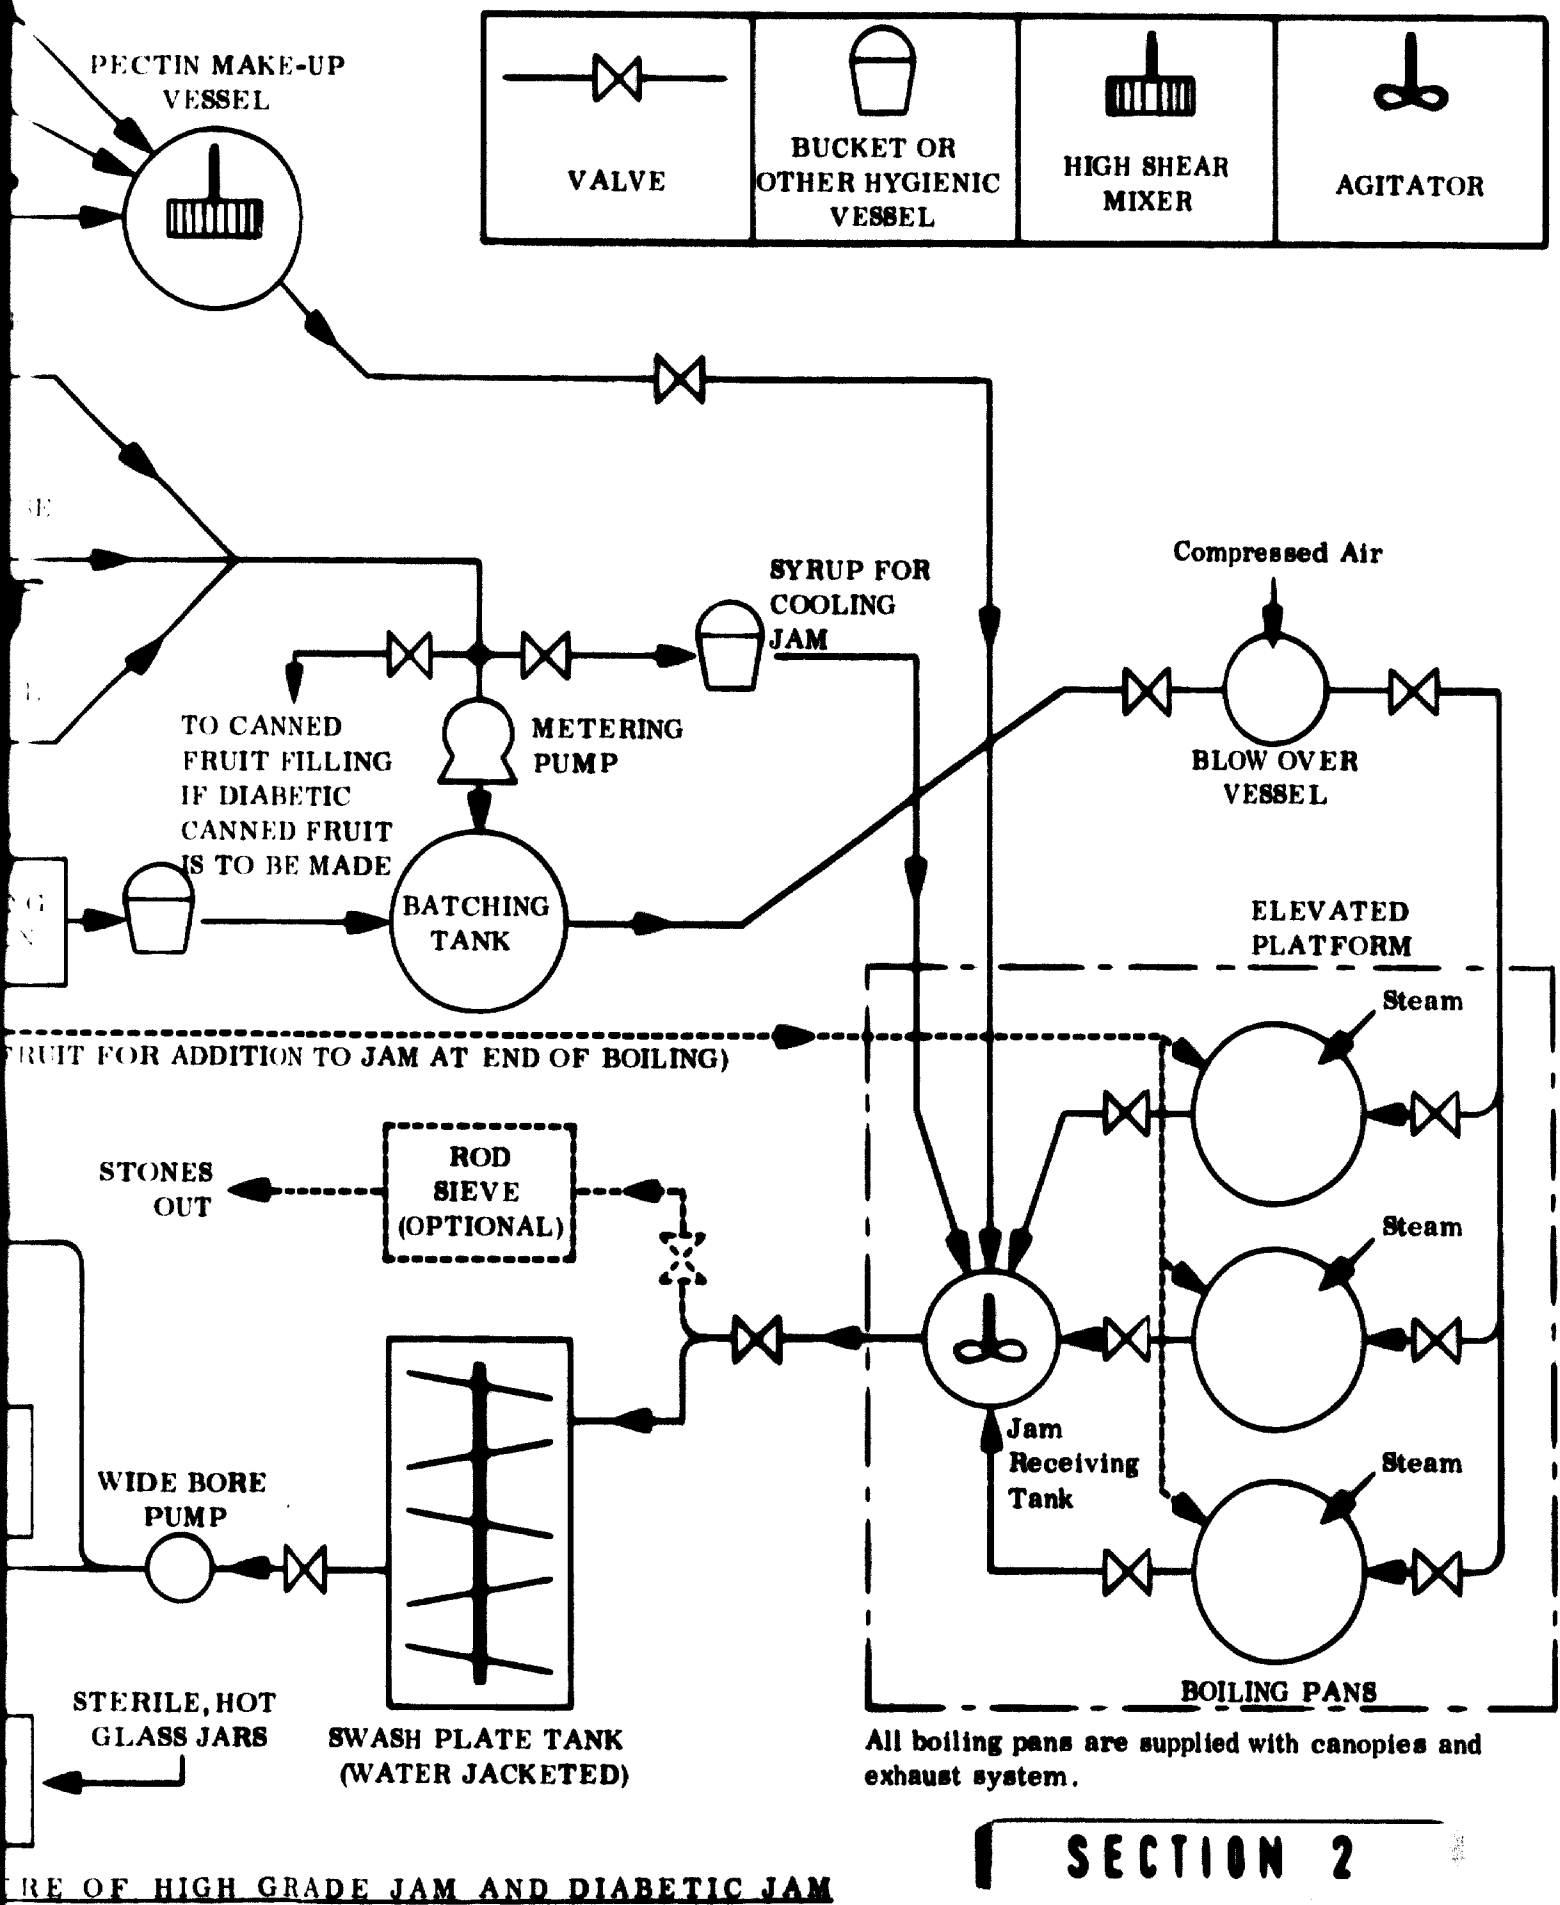 PECTIN MAKE-UP
VESSEL
VALVE
BUCKET OR
OTHER HYGIENIC
VESSEL
HIGH SHEAR
MIXER
AGITATOR
SYRUP FOR
COOLING
JAM
Compressed Air
TO CANNED
FRUIT FILLING
IF DIABETIC
CANNED FRUIT
IS TO BE MADE
METERING
PUMP
BLOW OVER
VESSEL
BATCHING
TANK
ELEVATED
PLATFORM
Steam
FRUIT FOR ADDITION TO JAM AT END OF BOILING)
STONES
OUT
ROD
SIEVE
(OPTIONAL)
Steam
Jam
Receiving
Tank
Steam
WIDE BORE
PUMP
STERILE, HOT
GLASS JARS
SWASH PLATE TANK
(WATER JACKETED)
BOILING PANS
All boiling pans are supplied with canopies and
exhaust system.
SECTION 2
RE OF HIGH GRADE JAM AND DIABETIC JAM